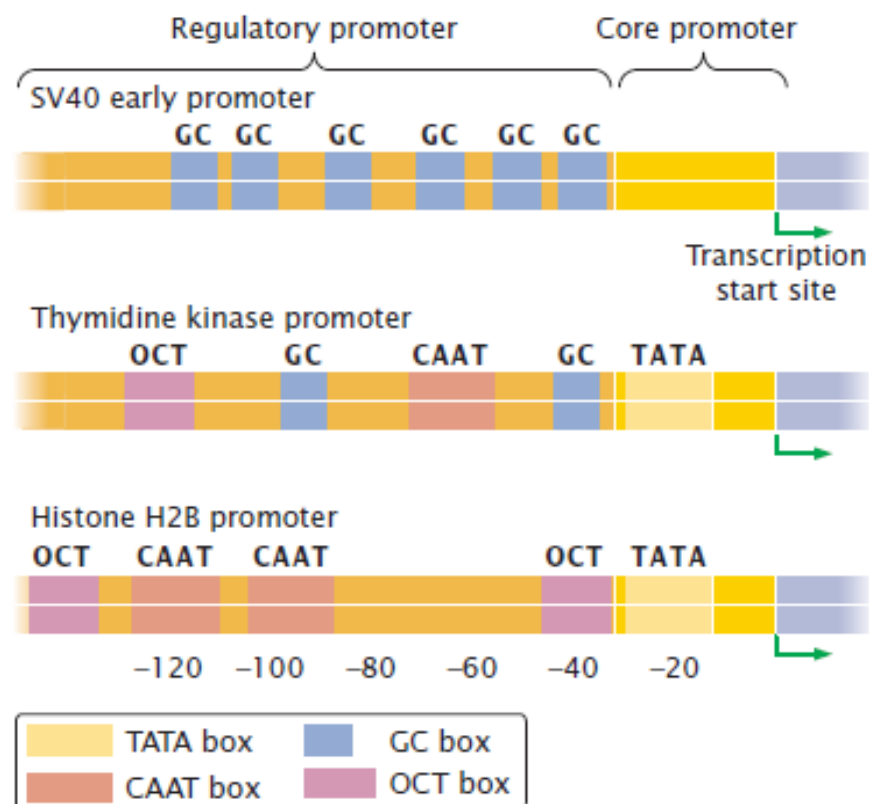 Regulatory promoter Core promoter
SV40 early promoter
GC GC GC GC GC GC
Transcription
start site
Thymidine kinase promoter
OCT GC CAAT GC TATA
Histone H2B promoter
OCT CAAT CAAT OCT TATA
–120 –100 –80 –60 –40 –20
TATA box GC box
CAAT box OCT box